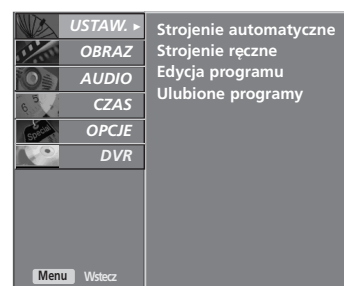 USTAW. ►
OBRAZ
AUDIO
CZAS
OPCJE
DVR
Strojenie automatyczne
Strojenie ręczne
Edycja programu
Ulubione programy
Menu Wstecz